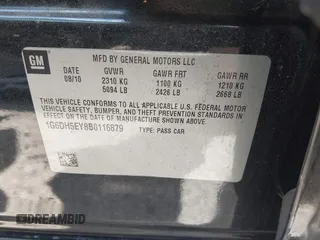 GM
MFD BY GENERAL MOTORS LLC
DATE GVWR GAWR FRT GAWR RR
08/10 2310 KG 1100 KG 1210 KG
5094 LB 2426 LB 2668 LB
THIS VEHICLE CONFORMS TO ALL APPLICABLE U.S. FEDERAL MOTOR
VEHICLE SAFETY, BUMPER, AND THEFT PREVENTION STANDARDS
IN EFFECT ON THE DATE OF MANUFACTURE SHOWN ABOVE.
1G6DH5EY8B0116879 TYPE: PASS CAR
DREAMBID